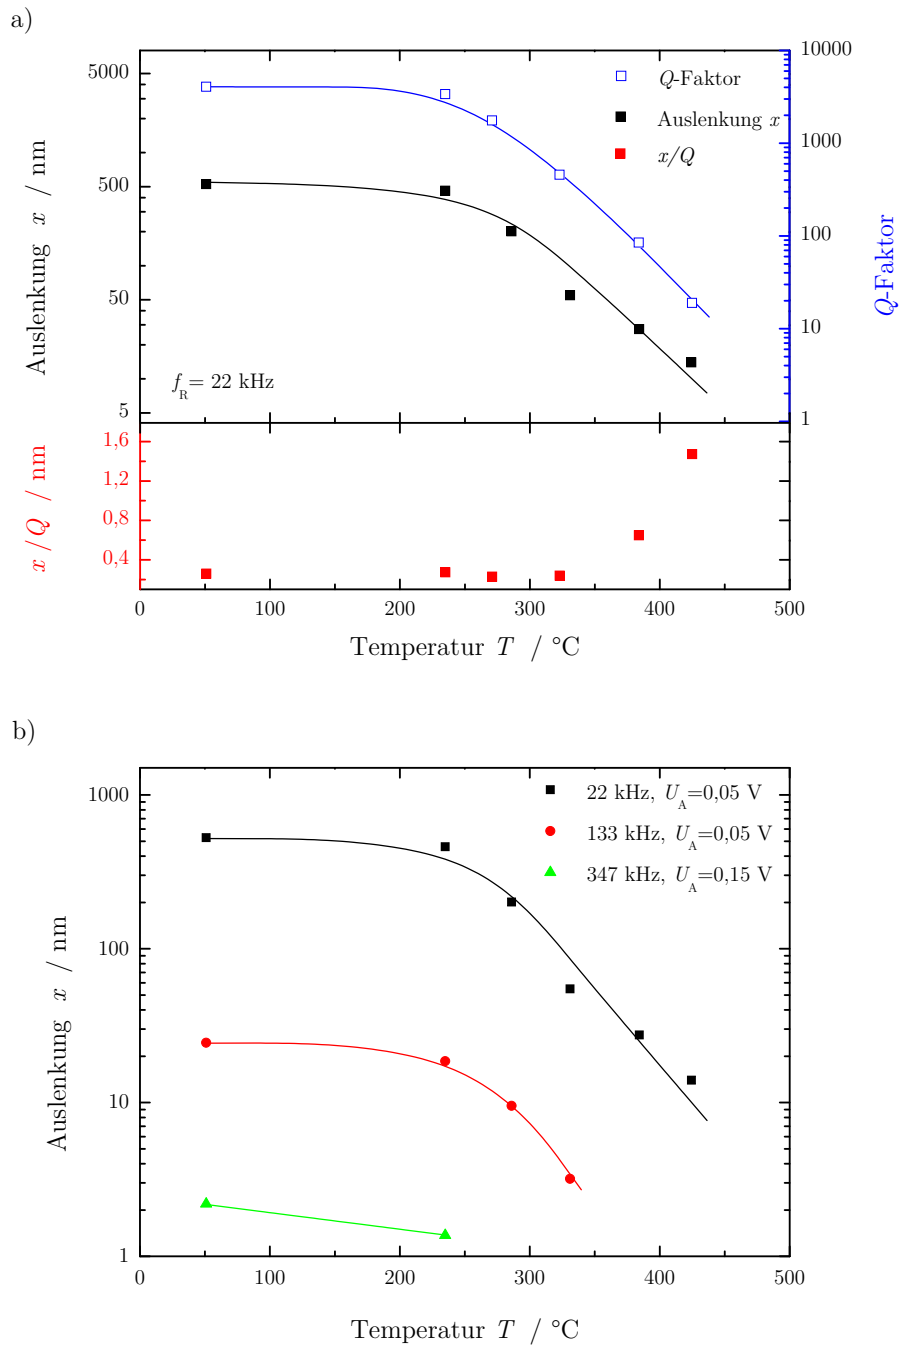 a)
10000
5000
Q-Faktor
Auslenkung x
x/Q
1000
500
100
50
10
5
1
Auslenkung x / nm
Q-Faktor
f_R = 22 kHz
1,6
1,2
0,8
0,4
x/Q / nm
0 100 200 300 400 500
Temperatur T / °C
b)
1000
100
10
1
22 kHz, U_A=0,05 V
133 kHz, U_A=0,05 V
347 kHz, U_A=0,15 V
Auslenkung x / nm
0 100 200 300 400 500
Temperatur T / °C